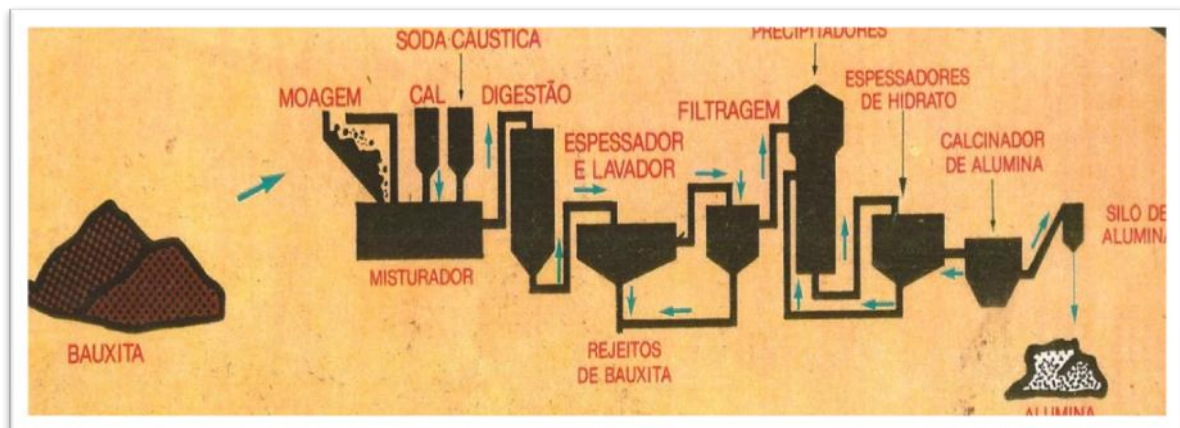 SODA CÁUSTICA
PRECIPITADORES
MOAGEM
CAL
DIGESTÃO
FILTRAGEM
ESPESSADORES
DE HIDRATO
ESPESSADOR
E LAVADOR
CALCINADOR
DE ALUMINA
SILO DE
ALUMINA
MISTURADOR
BAUXITA
REJEITOS
DE BAUXITA
ALUMINA